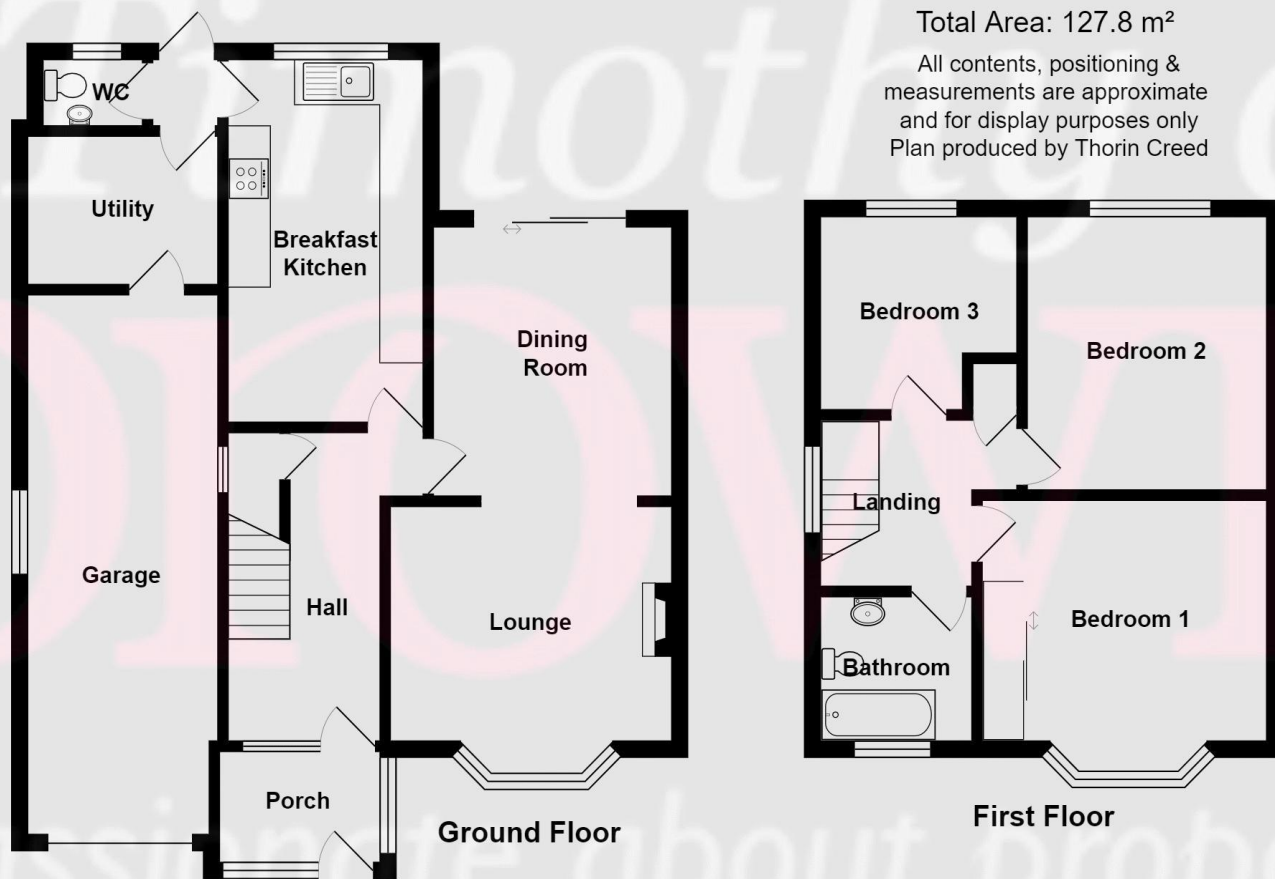 Timothy
Total Area: 127.8 m²
All contents, positioning &
measurements are approximate
and for display purposes only
Plan produced by Thorin Creed
WC
Utility
Breakfast
Kitchen
Dining
Room
Garage
Hall
Lounge
Porch
Ground Floor
Bedroom 3
Bedroom 2
Landing
Bedroom 1
Bathroom
First Floor
about